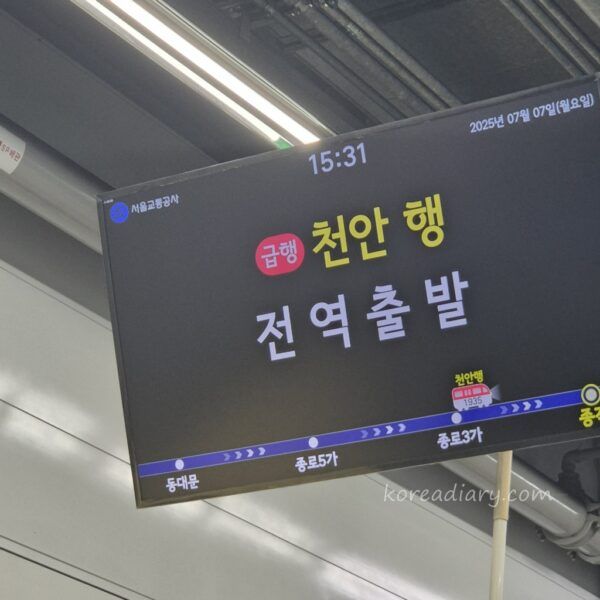 2025년 07월 07일(월요일)
15:31
서울교통공사
급행 천안 행
전역출발
천안행
1935
동대문
종로5가
종로3가
koreadiary.com